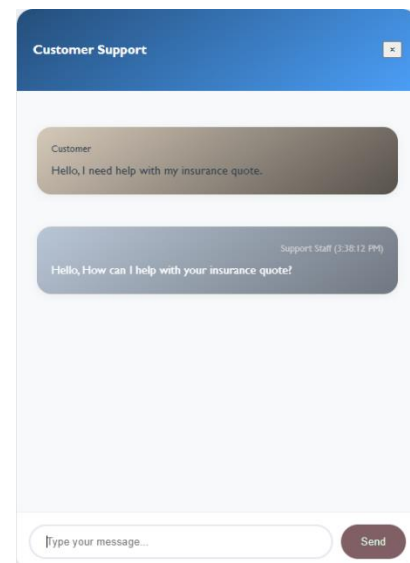 Customer Support
×
Customer
Hello, I need help with my insurance quote.
Support Staff (3:38:12 PM)
Hello, How can I help with your insurance quote?
Type your message...
Send